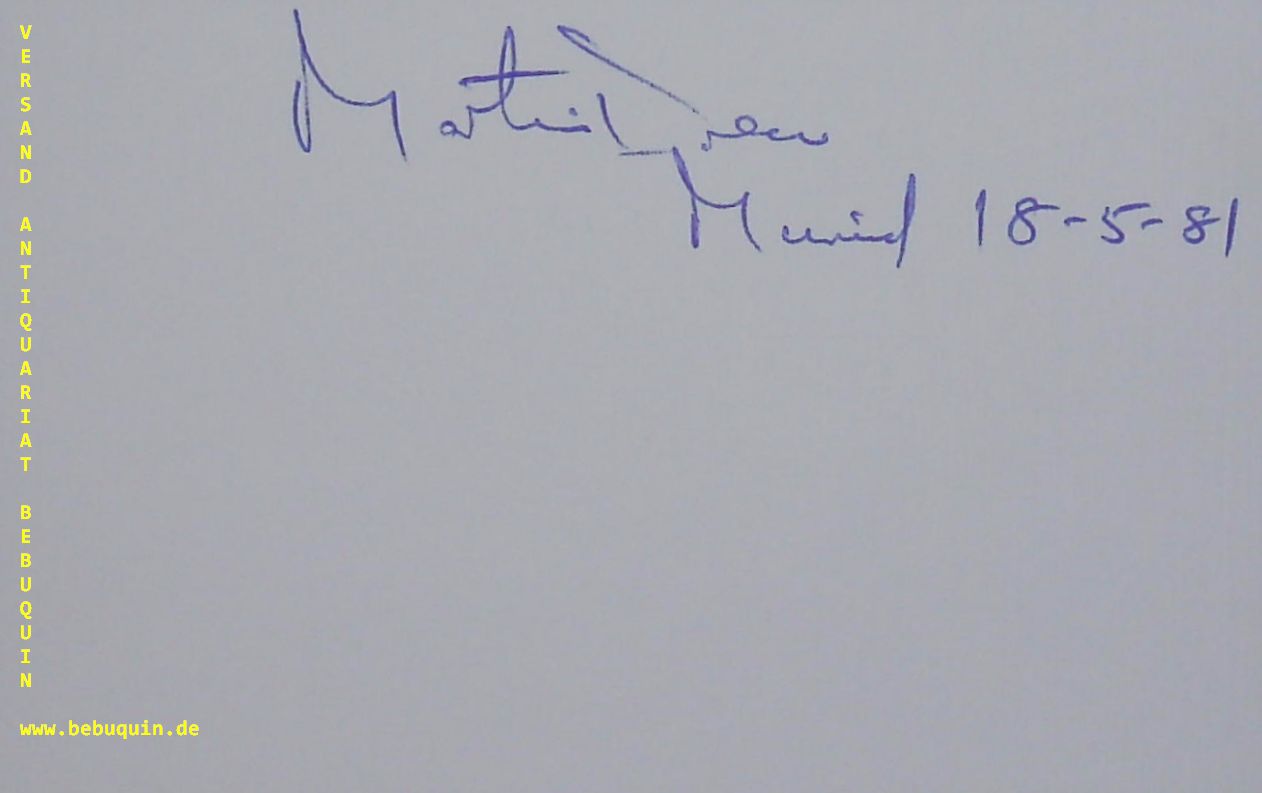 VERSAND ANTIQUARIAT BEBUQUIN
Martin
18-5-81
www.bebuquin.de